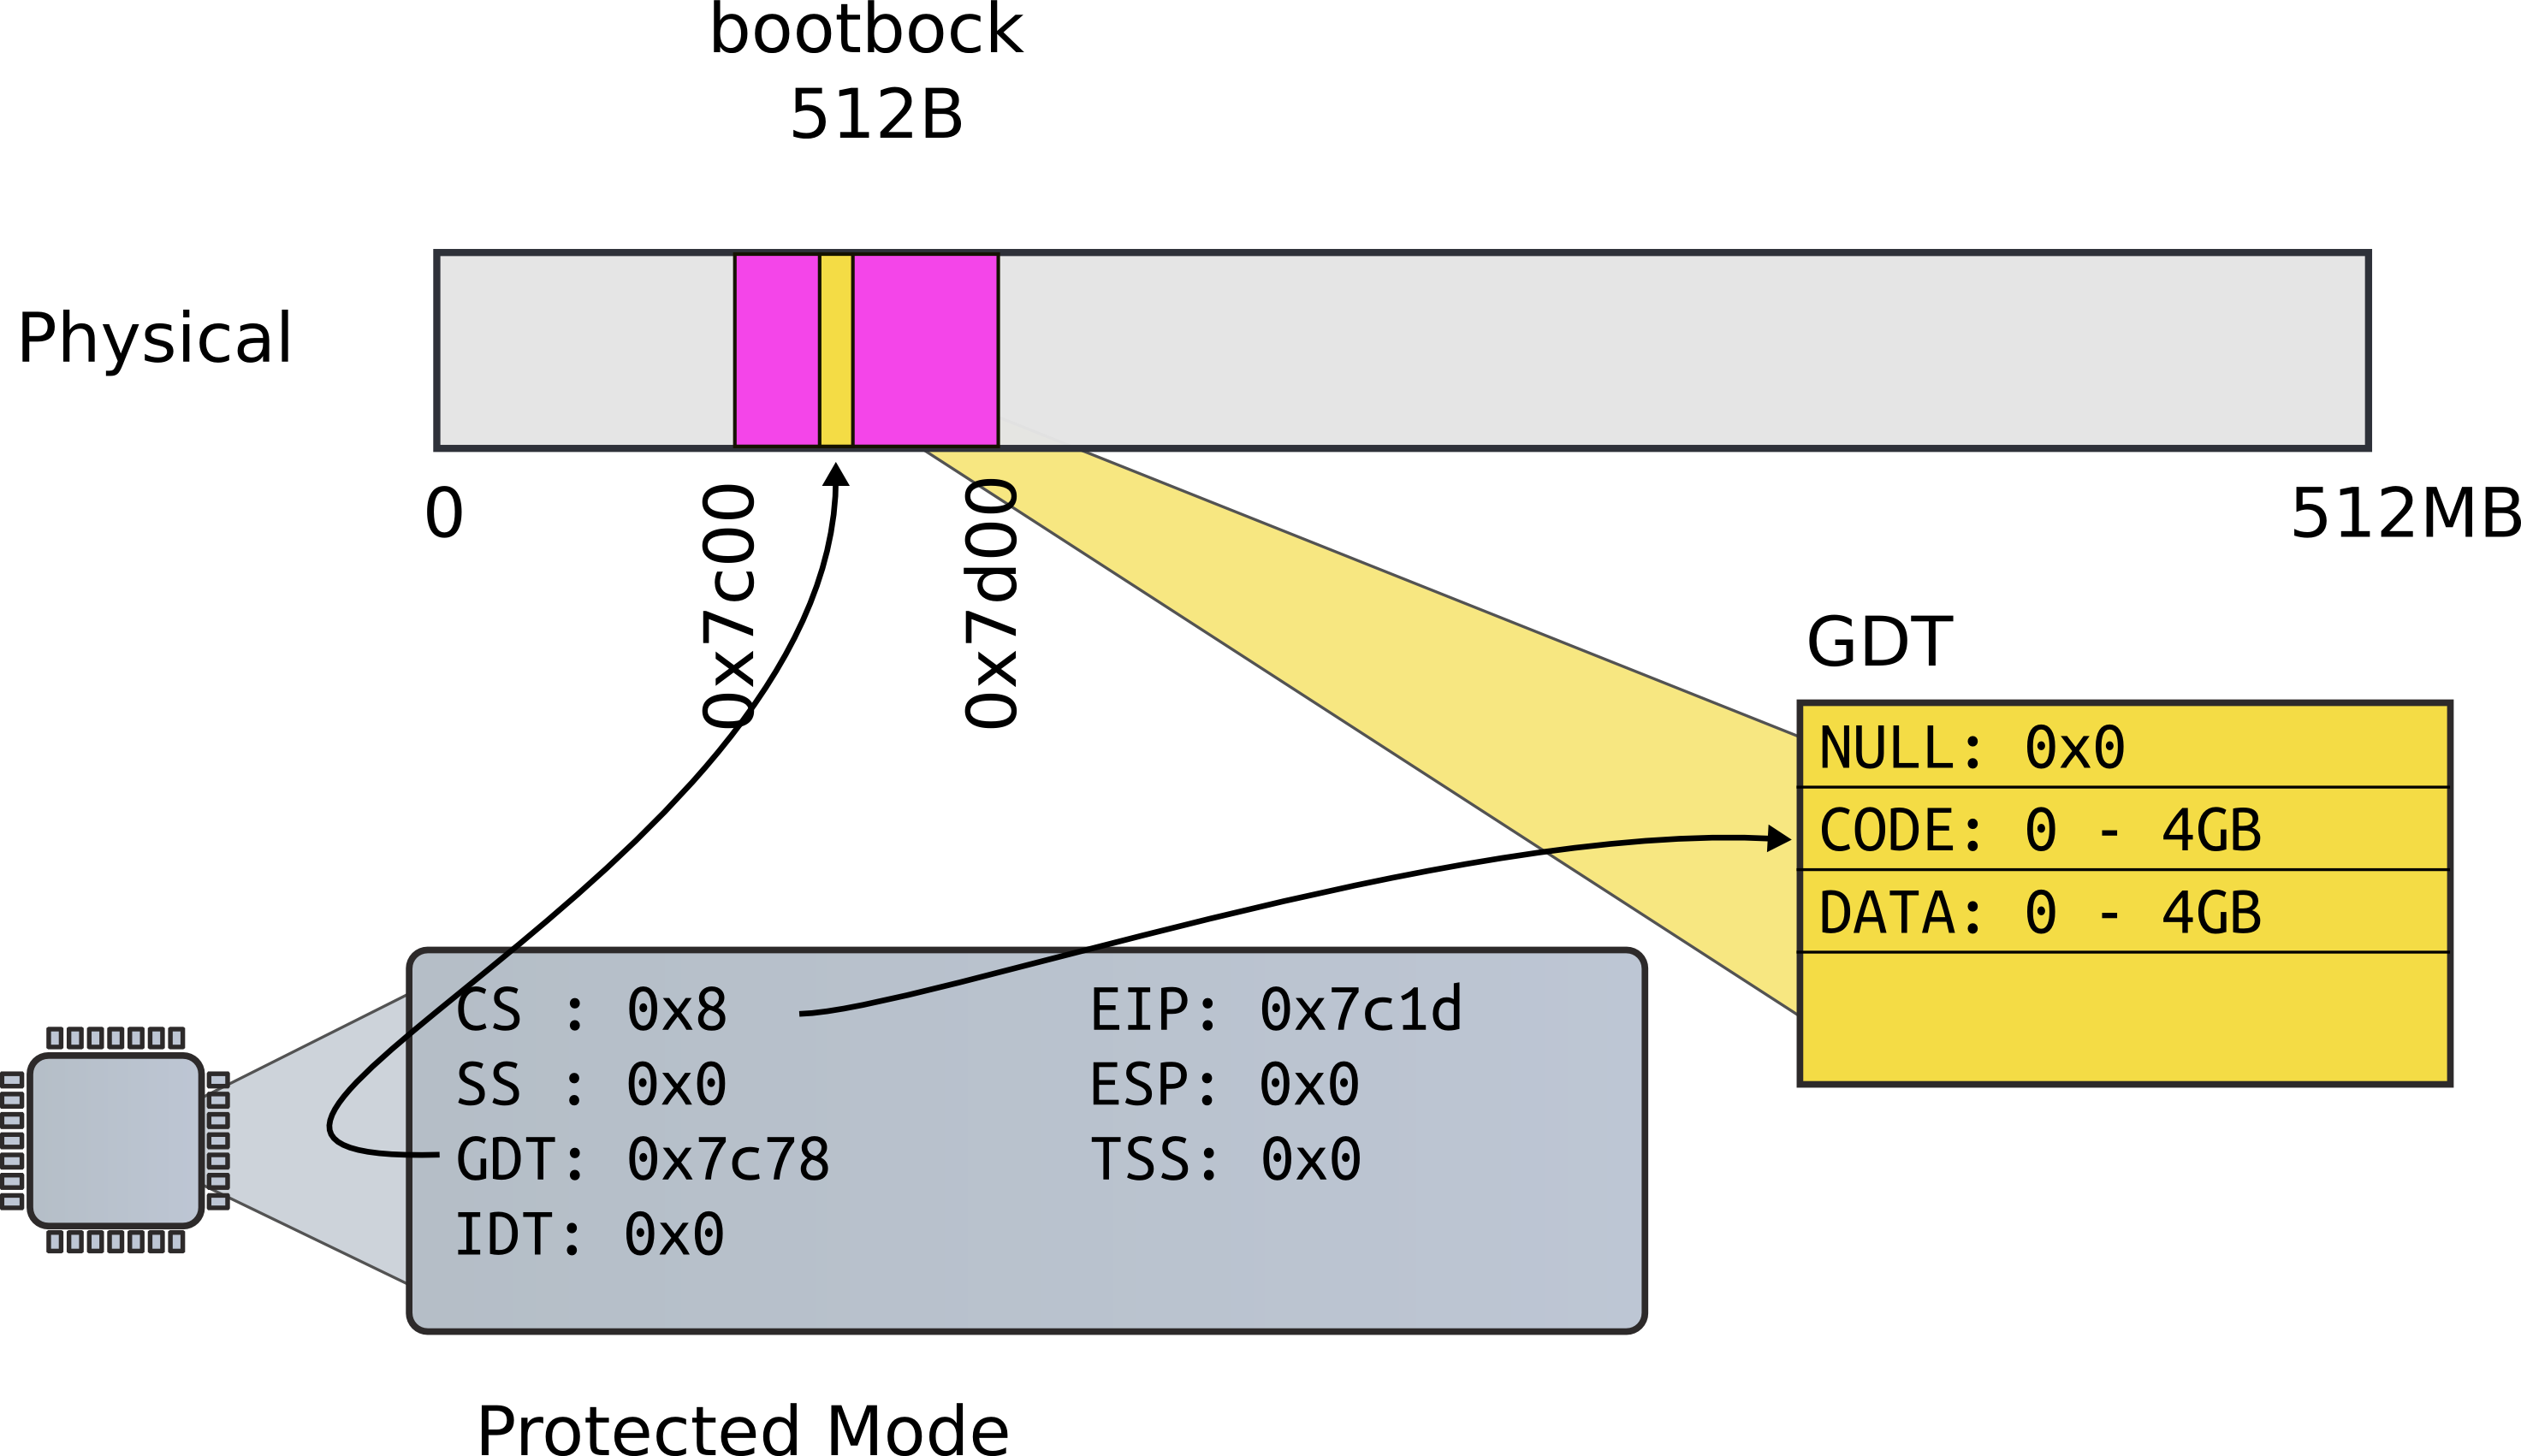 bootbock
512B
Physical
0
0x7c00
0x7d00
512MB
GDT
NULL: 0x0
CODE: 0 - 4GB
DATA: 0 - 4GB
CS : 0x8
EIP: 0x7c1d
SS : 0x0
ESP: 0x0
GDT: 0x7c78
TSS: 0x0
IDT: 0x0
Protected Mode